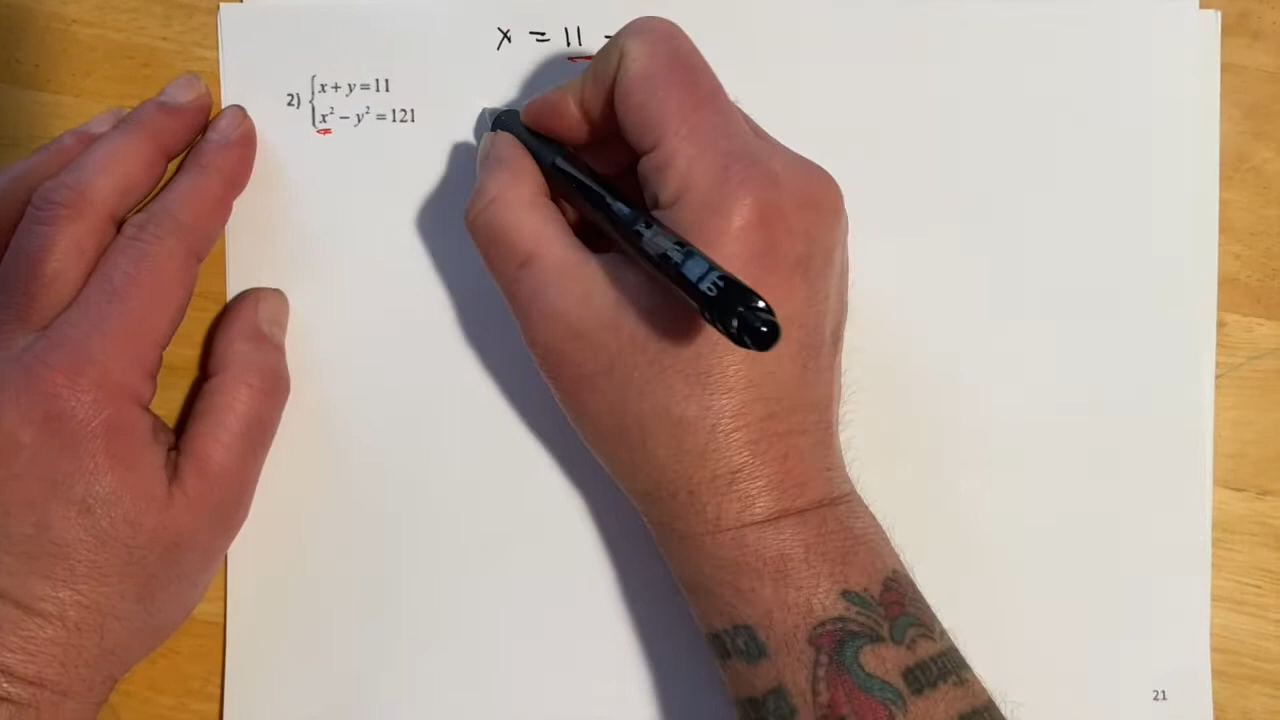 x = 11 -
2) x + y = 11
x² - y² = 121
21